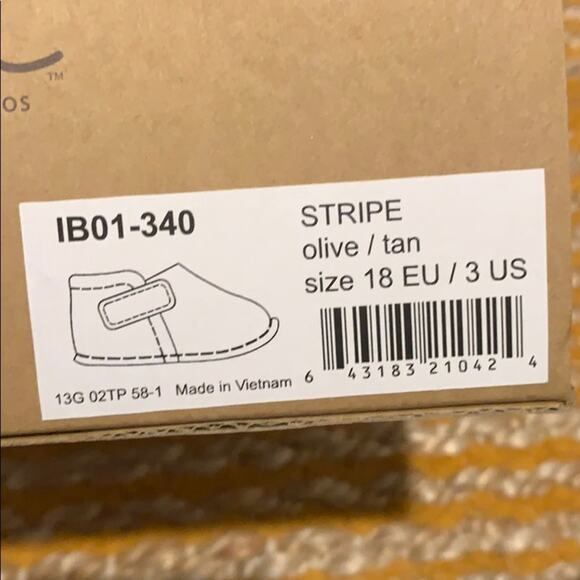 TM
OS
IB01-340
STRIPE
olive / tan
size 18 EU / 3 US
13G 02TP 58-1 Made in Vietnam
6 43183 21042 4